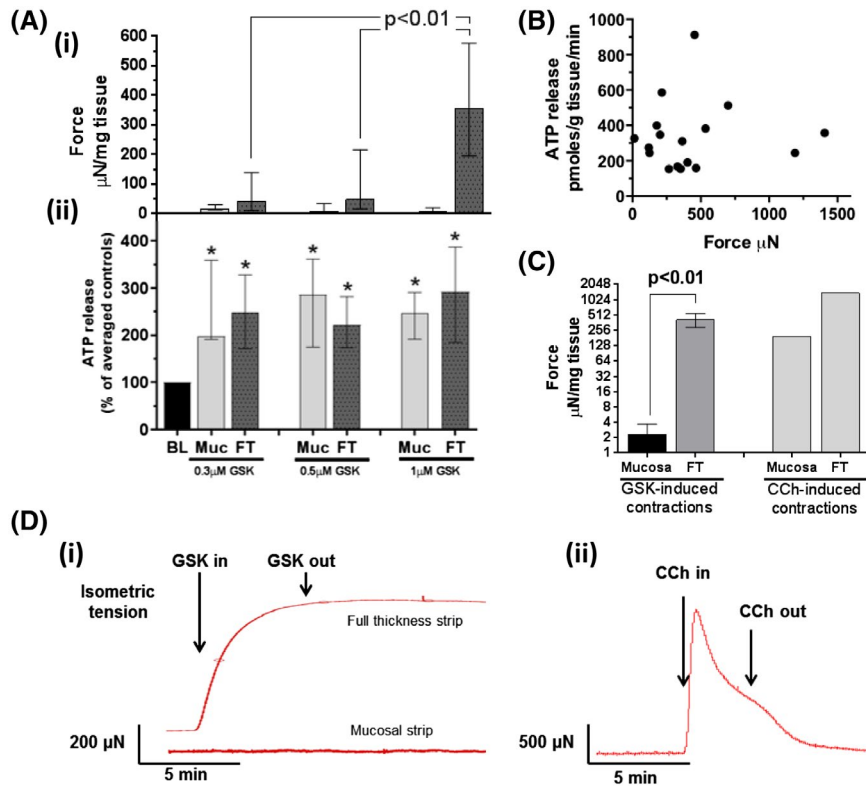 (A)
(i)
p<0.01
600
500
400
300
200
100
0
Force
µN/mg tissue
(ii)
400
300
200
100
0
ATP release
(% of averaged controls)
* * * * * *
BL Muc FT Muc FT Muc FT
0.3µM GSK 0.5µM GSK 1µM GSK
(B)
1000
800
600
400
200
0
ATP release
pmoles/g tissue/min
0 500 1000 1500
Force µN
(C)
p<0.01
2048
1024
512
256
128
64
32
16
8
4
2
1
Force
µN/mg tissue
Mucosa FT Mucosa FT
GSK-induced
contractions
CCh-induced
contractions
(D)
(i)
GSK in
GSK out
Isometric
tension
Full thickness strip
Mucosal strip
200 µN
5 min
(ii)
CCh in
CCh out
500 µN
5 min